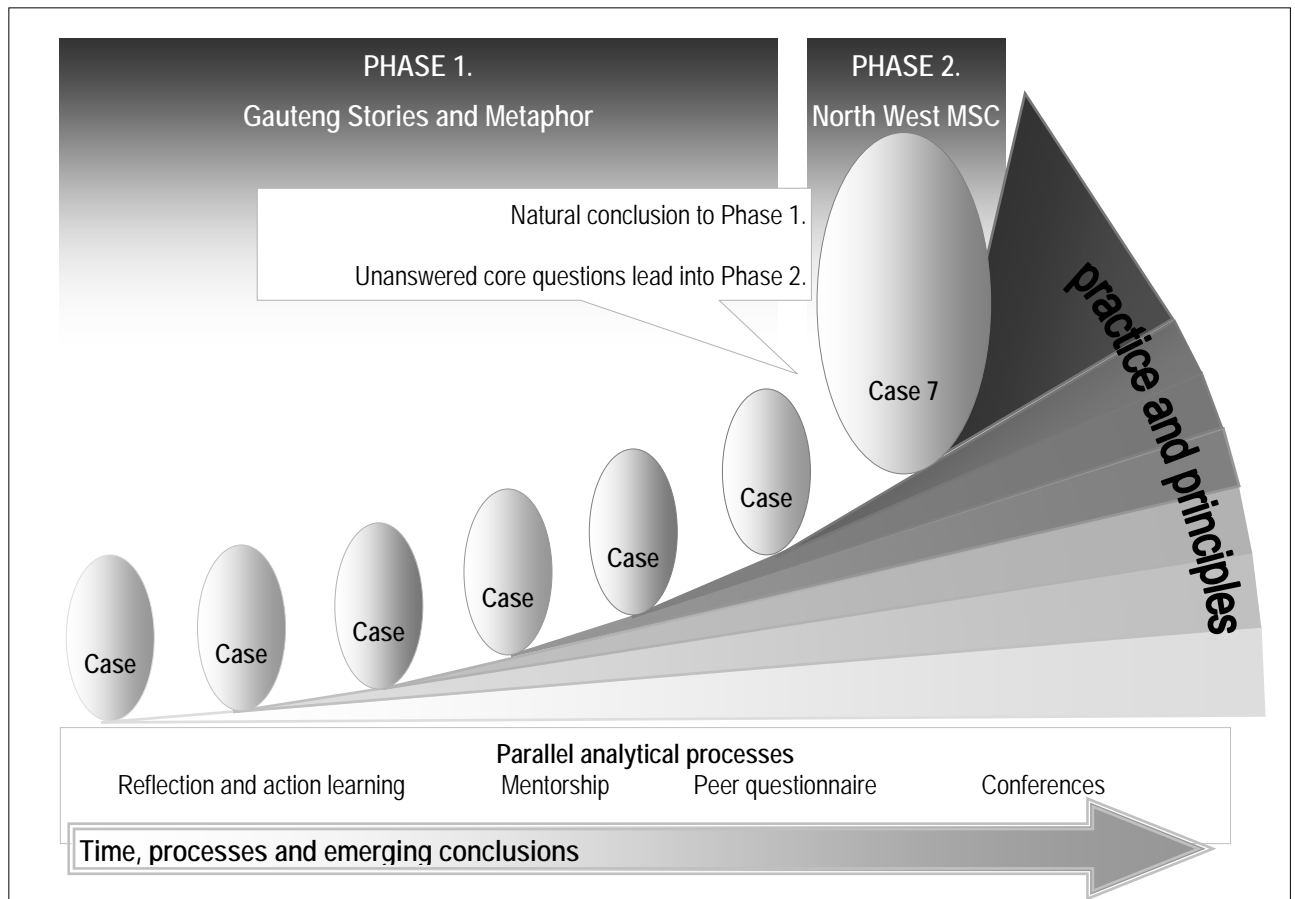 PHASE 1.
Gauteng Stories and Metaphor
PHASE 2.
North West MSC
Natural conclusion to Phase 1.
Unanswered core questions lead into Phase 2.
Case
Case
Case
Case
Case
Case
Case 7
practice and principles
Parallel analytical processes
Reflection and action learning Mentorship Peer questionnaire Conferences
Time, processes and emerging conclusions